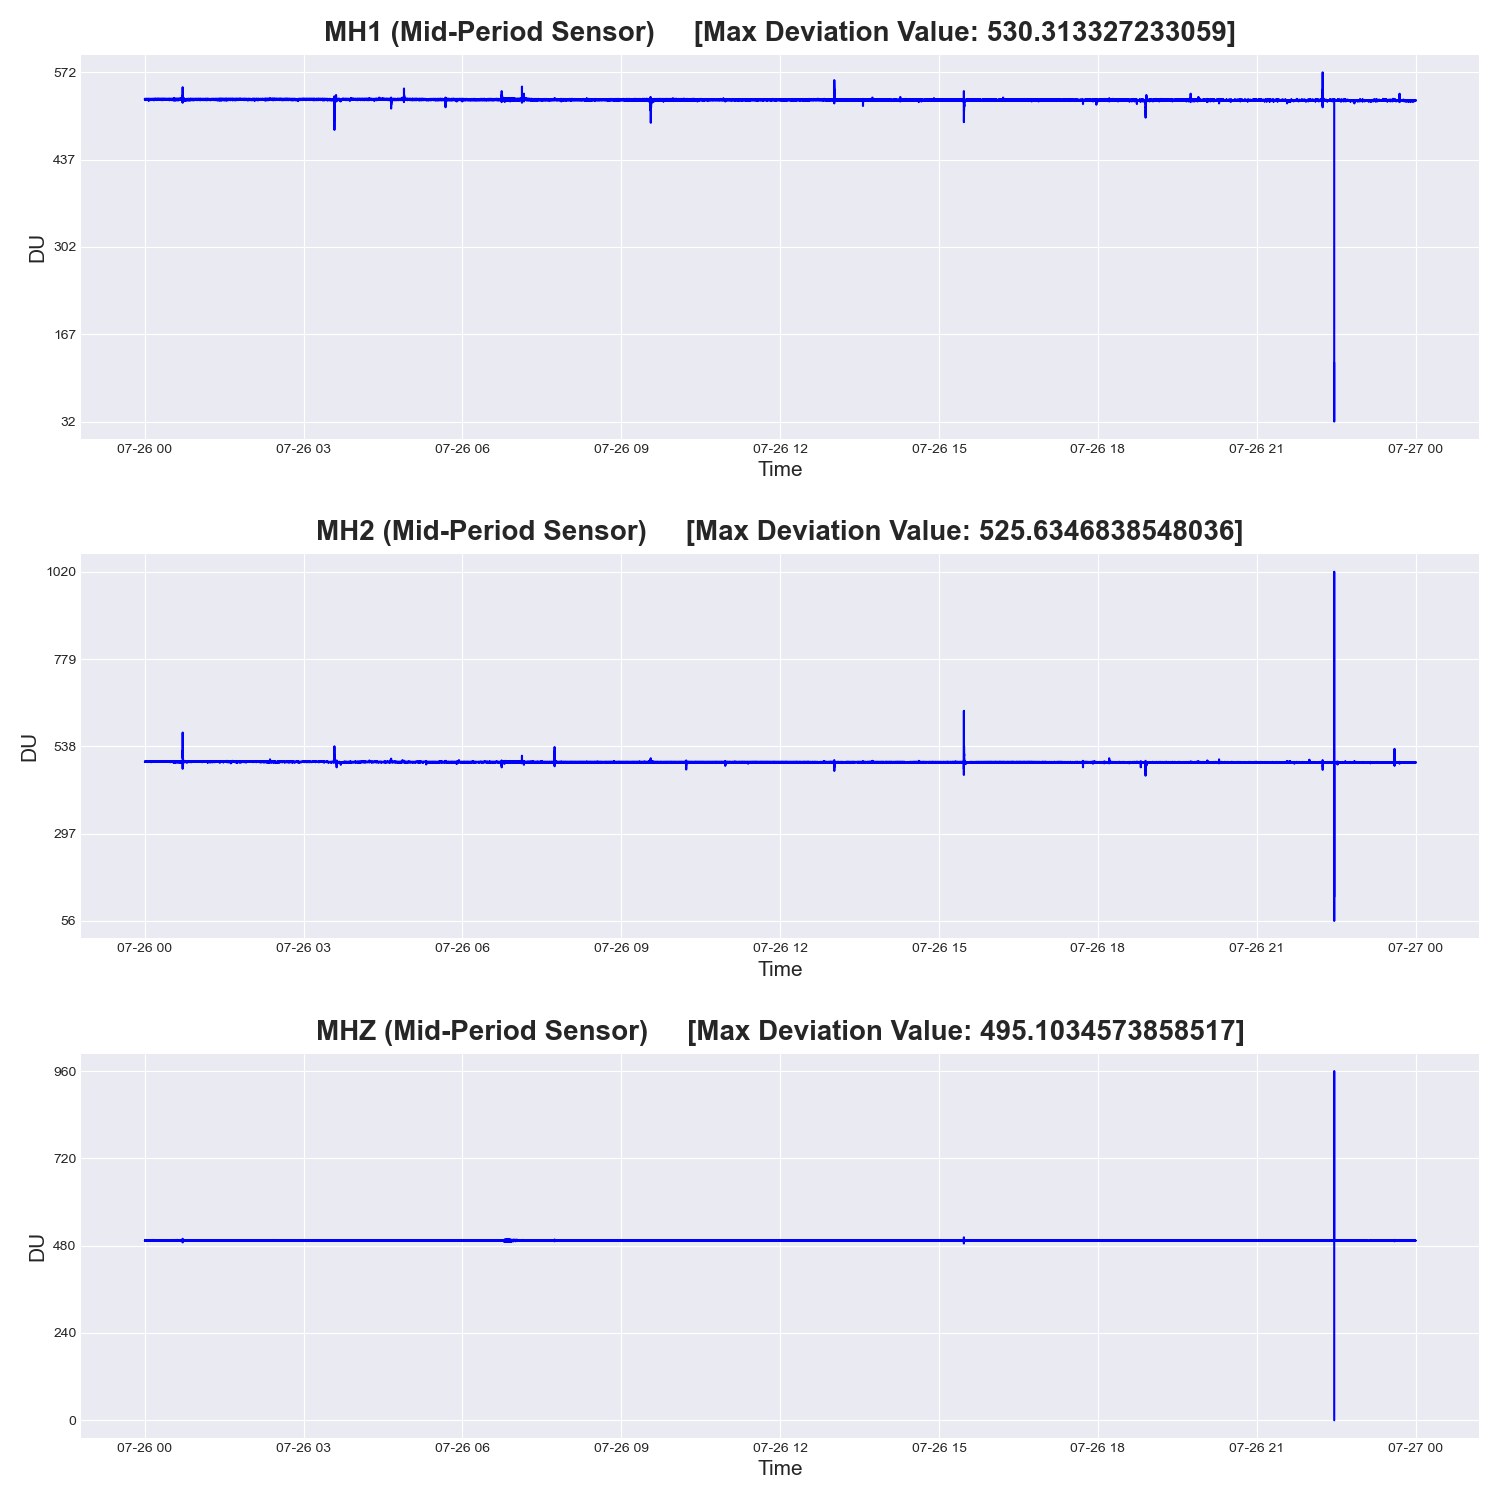 MH1 (Mid-Period Sensor) [Max Deviation Value: 530.313327233059]
572
437
302
167
32
DU
07-26 00 07-26 03 07-26 06 07-26 09 07-26 12 07-26 15 07-26 18 07-26 21 07-27 00
Time
MH2 (Mid-Period Sensor) [Max Deviation Value: 525.6346838548036]
1020
779
538
297
56
DU
07-26 00 07-26 03 07-26 06 07-26 09 07-26 12 07-26 15 07-26 18 07-26 21 07-27 00
Time
MHZ (Mid-Period Sensor) [Max Deviation Value: 495.1034573858517]
960
720
480
240
0
DU
07-26 00 07-26 03 07-26 06 07-26 09 07-26 12 07-26 15 07-26 18 07-26 21 07-27 00
Time